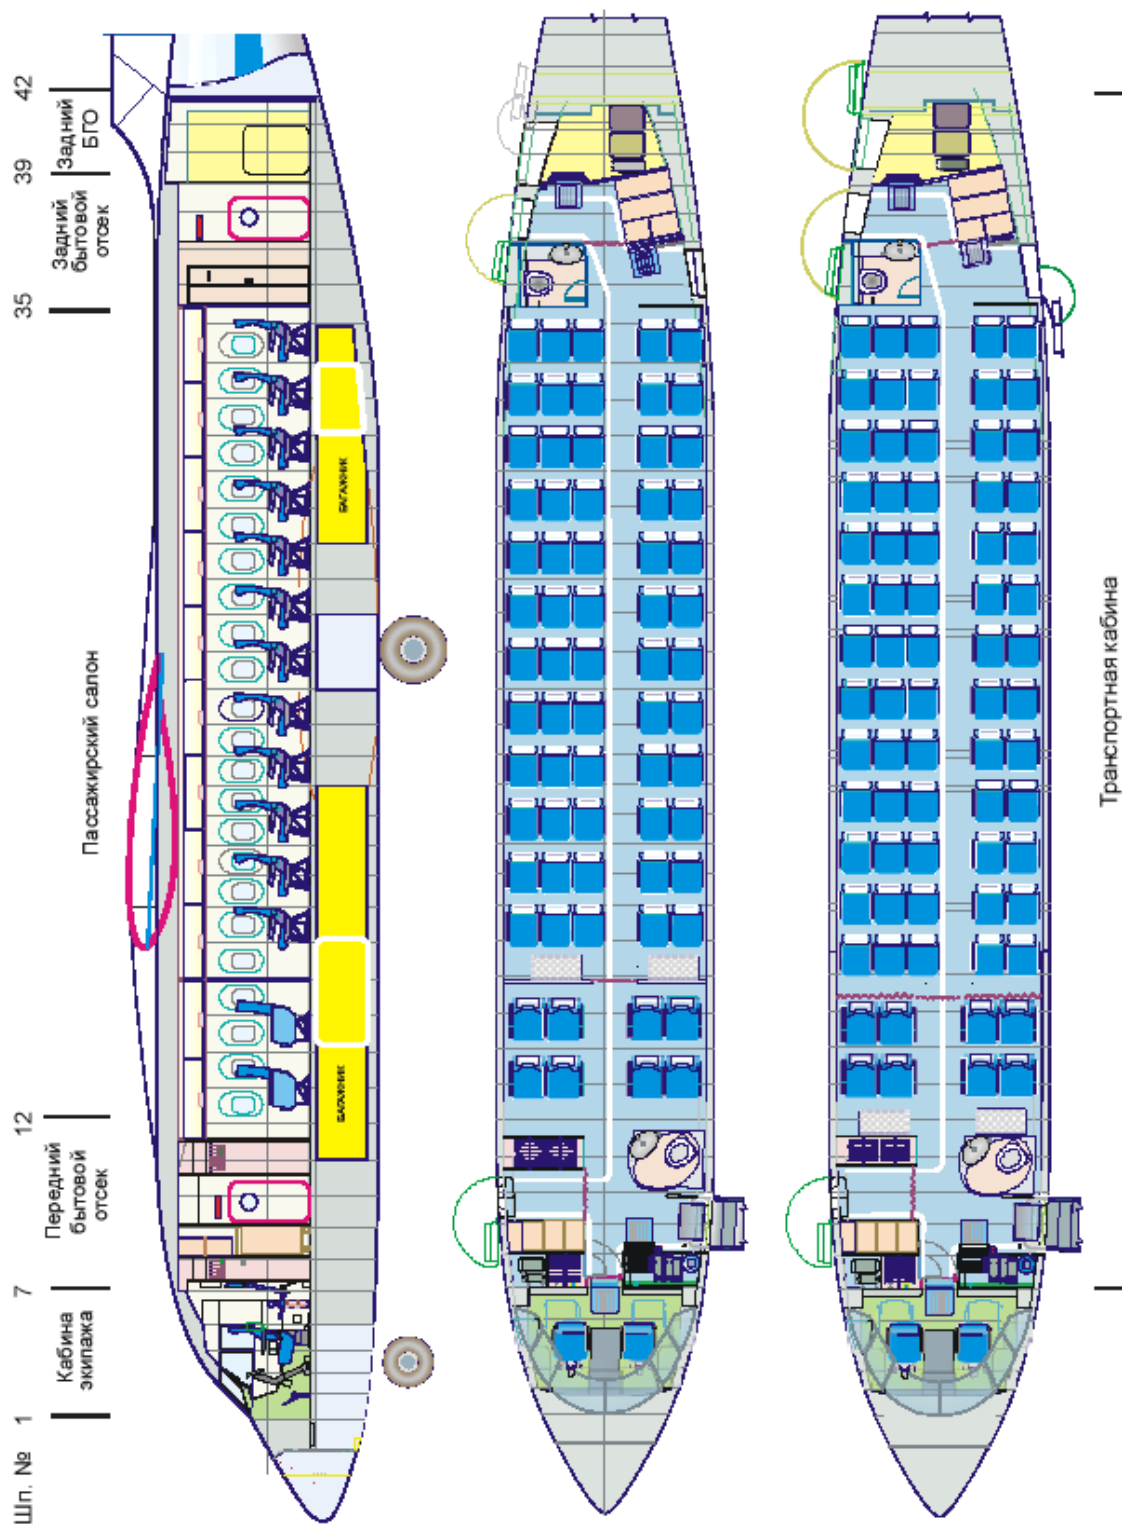 Шп. №
1
7
12
35
39
42
Кабина
экипажа
Передний
бытовой
отсек
Пассажирский салон
Задний
бытовой
отсек
Задний
БГО
БАГАЖНИК
БАГАЖНИК
Транспортная кабина